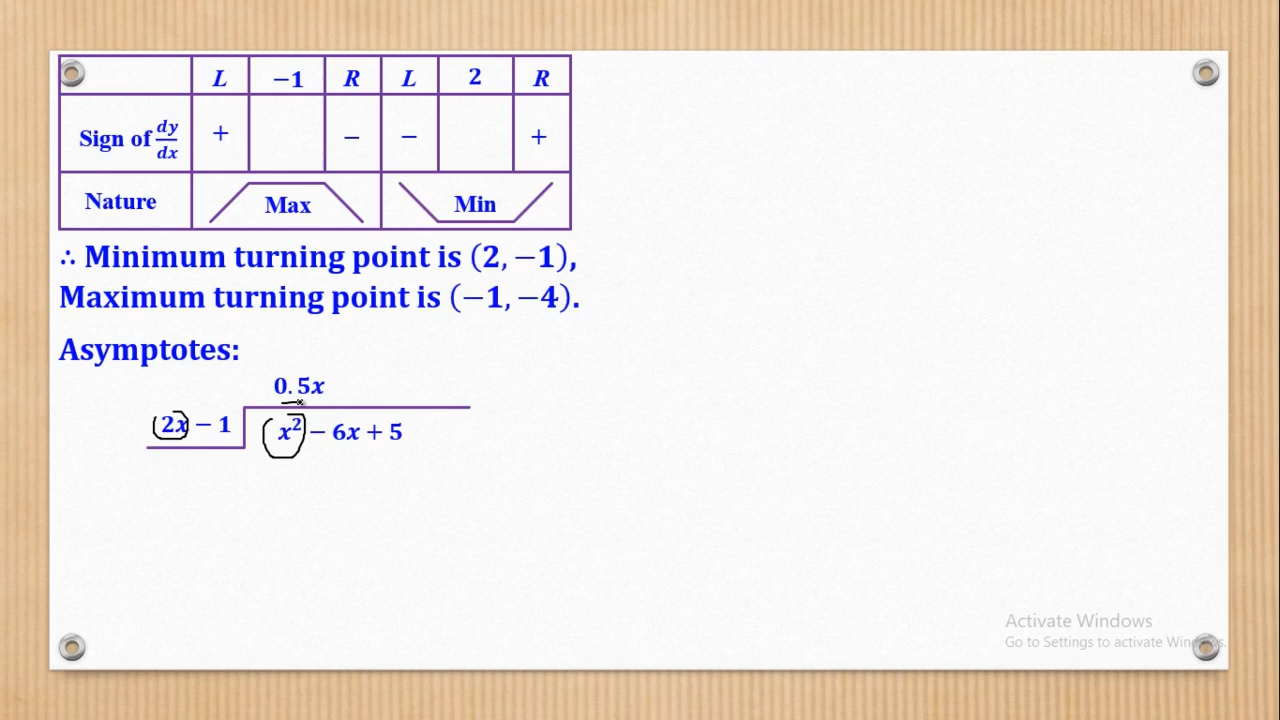 L −1 R L 2 R
Sign of dy/dx + − − +
Nature Max Min
∴ Minimum turning point is (2, −1),
Maximum turning point is (−1, −4).
Asymptotes:
0.5x
2x − 1 x² − 6x + 5
Activate Windows
Go to Settings to activate Windows.